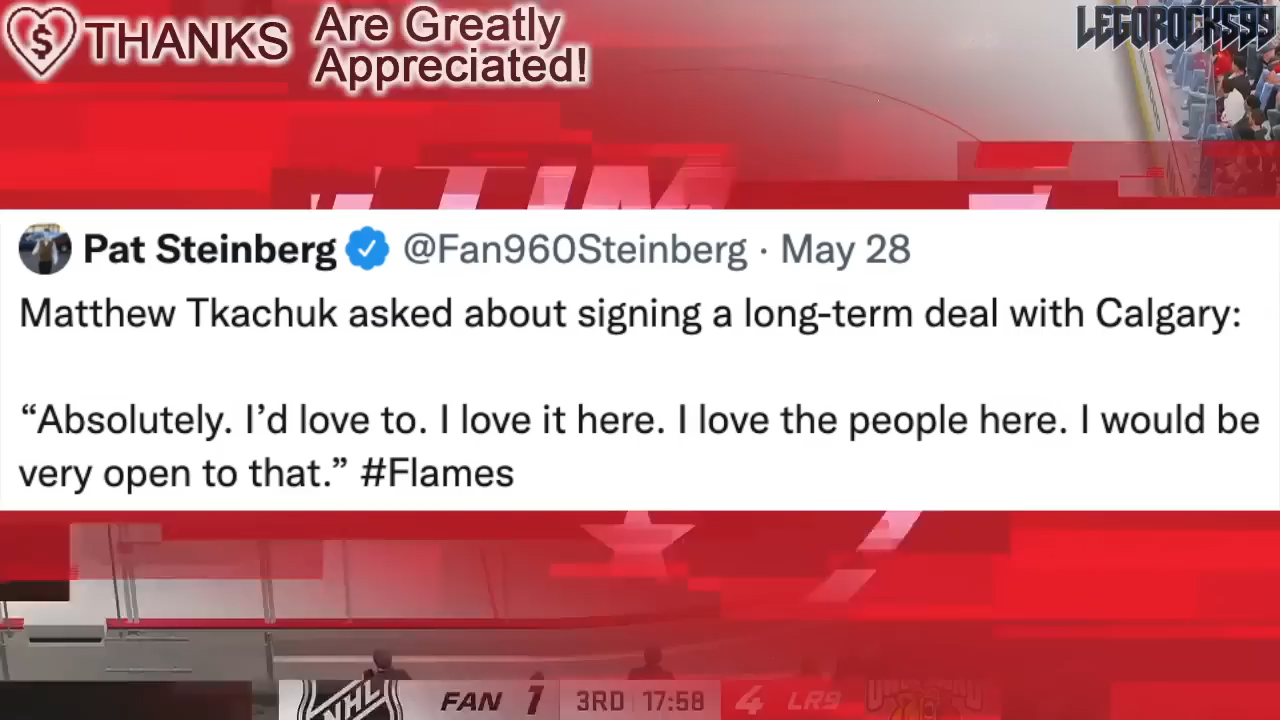 $ THANKS Are Greatly
Appreciated!
LEGOROCKS99
Pat Steinberg @Fan960Steinberg · May 28
Matthew Tkachuk asked about signing a long-term deal with Calgary:
“Absolutely. I’d love to. I love it here. I love the people here. I would be
very open to that.” #Flames
NHL FAN 1 3RD 17:58 4 LR9